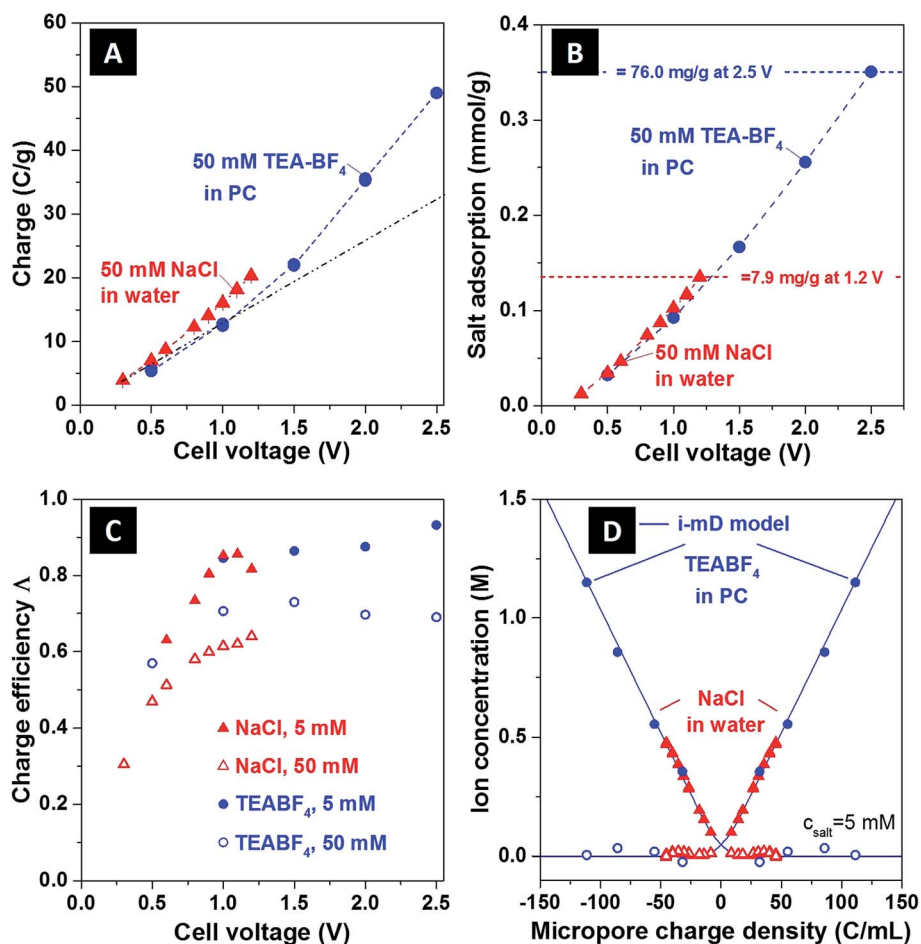 A
Charge (C/g)
60
50
40
30
20
10
0
50 mM TEA-BF₄
in PC
50 mM NaCl
in water
0.0 0.5 1.0 1.5 2.0 2.5
Cell voltage (V)
B
Salt adsorption (mmol/g)
0.4
0.3
0.2
0.1
0.0
= 76.0 mg/g at 2.5 V
50 mM TEA-BF₄
in PC
=7.9 mg/g at 1.2 V
50 mM NaCl
in water
0.0 0.5 1.0 1.5 2.0 2.5
Cell voltage (V)
C
Charge efficiency Λ
1.0
0.8
0.6
0.4
0.2
0.0
NaCl, 5 mM
NaCl, 50 mM
TEABF₄, 5 mM
TEABF₄, 50 mM
0.0 0.5 1.0 1.5 2.0 2.5
Cell voltage (V)
D
Ion concentration (M)
1.5
1.0
0.5
0.0
i-mD model
TEABF₄
in PC
NaCl
in water
c_salt=5 mM
-150 -100 -50 0 50 100 150
Micropore charge density (C/mL)